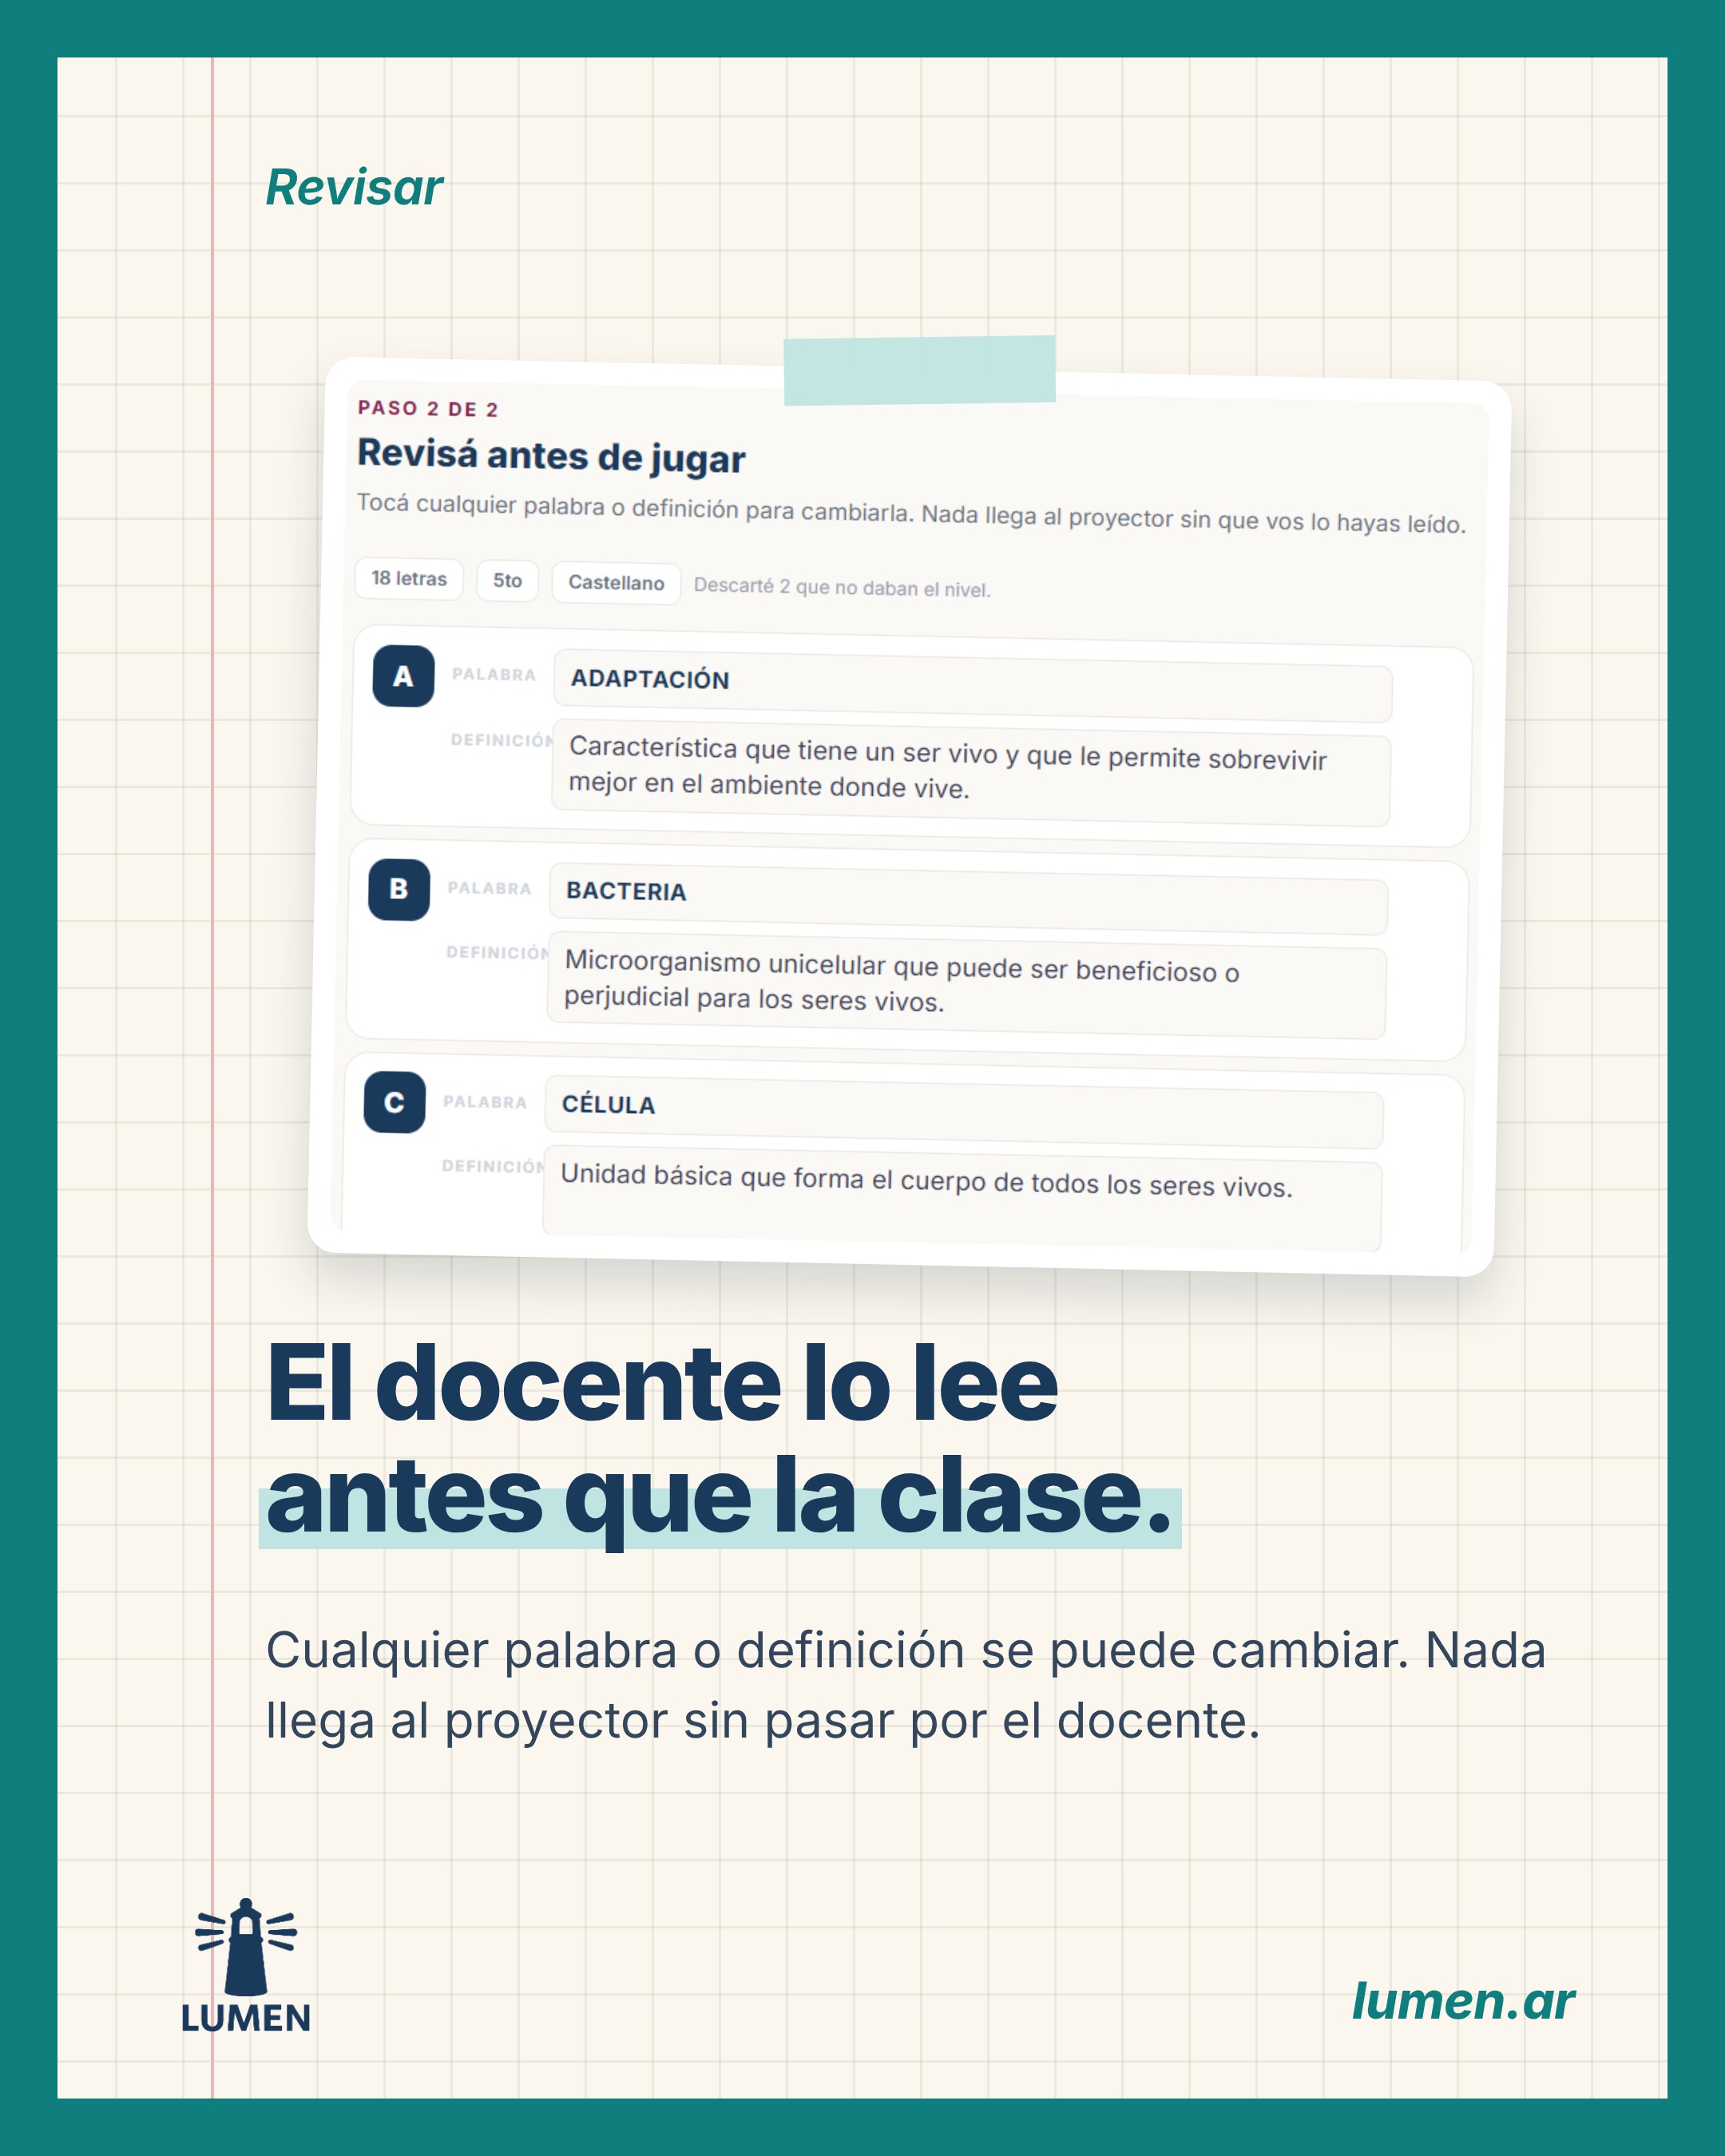 Revisar
PASO 2 DE 2
Revisá antes de jugar
Tocá cualquier palabra o definición para cambiarla. Nada llega al proyector sin que vos lo hayas leído.
18 letras 5to Castellano Descarté 2 que no daban el nivel.
A PALABRA ADAPTACIÓN
DEFINICIÓN Característica que tiene un ser vivo y que le permite sobrevivir
mejor en el ambiente donde vive.
B PALABRA BACTERIA
DEFINICIÓN Microorganismo unicelular que puede ser beneficioso o
perjudicial para los seres vivos.
C PALABRA CÉLULA
DEFINICIÓN Unidad básica que forma el cuerpo de todos los seres vivos.
El docente lo lee
antes que la clase.
Cualquier palabra o definición se puede cambiar. Nada
llega al proyector sin pasar por el docente.
LUMEN
lumen.ar